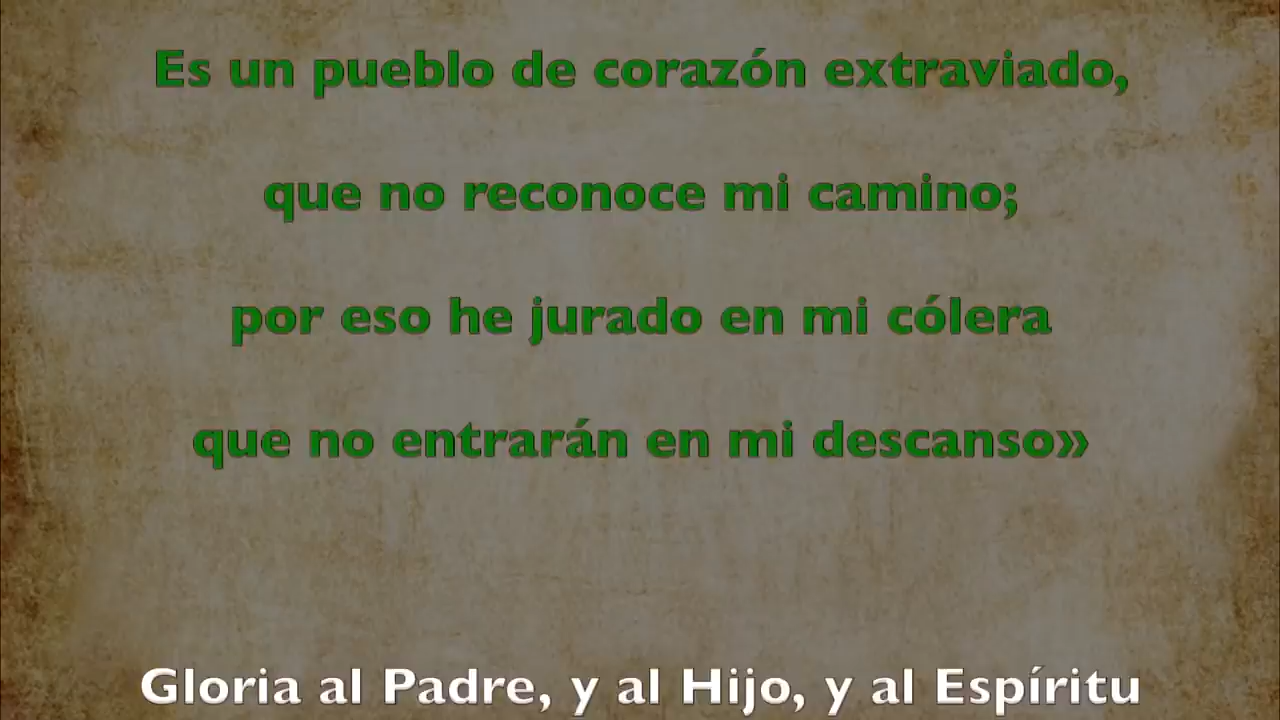 Es un pueblo de corazón extraviado,
que no reconoce mi camino;
por eso he jurado en mi cólera
que no entrarán en mi descanso»
Gloria al Padre, y al Hijo, y al Espíritu